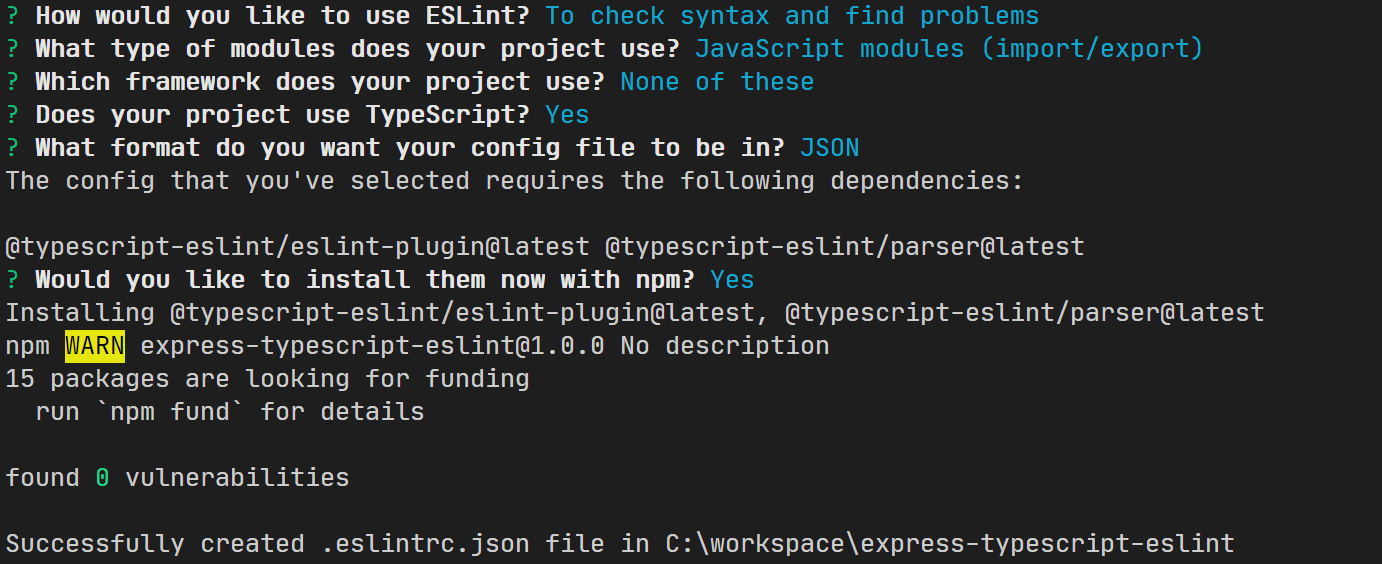 ? How would you like to use ESLint? To check syntax and find problems
? What type of modules does your project use? JavaScript modules (import/export)
? Which framework does your project use? None of these
? Does your project use TypeScript? Yes
? What format do you want your config file to be in? JSON
The config that you've selected requires the following dependencies:
@typescript-eslint/eslint-plugin@latest @typescript-eslint/parser@latest
? Would you like to install them now with npm? Yes
Installing @typescript-eslint/eslint-plugin@latest, @typescript-eslint/parser@latest
npm WARN express-typescript-eslint@1.0.0 No description
15 packages are looking for funding
  run `npm fund` for details
found 0 vulnerabilities
Successfully created .eslintrc.json file in C:\workspace\express-typescript-eslint